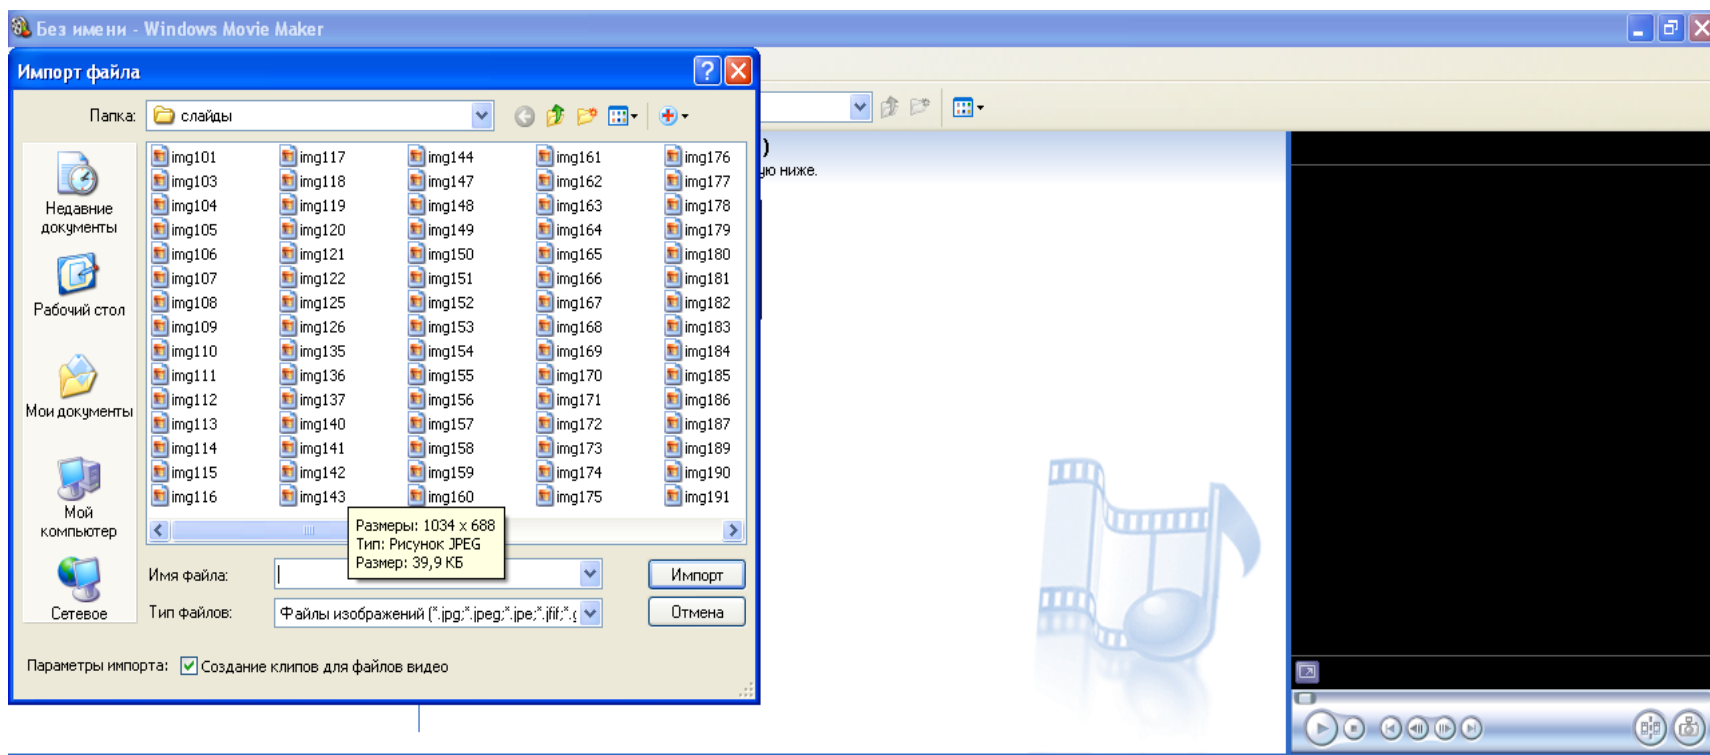 Без имени - Windows Movie Maker
Импорт файла
Папка: слайды
img101 img117 img144 img161 img176
img103 img118 img147 img162 img177
img104 img119 img148 img163 img178
img105 img120 img149 img164 img179
img106 img121 img150 img165 img180
img107 img122 img151 img166 img181
img108 img125 img152 img167 img182
img109 img126 img153 img168 img183
img110 img135 img154 img169 img184
img111 img136 img155 img170 img185
img112 img137 img156 img171 img186
img113 img140 img157 img172 img187
img114 img141 img158 img173 img189
img115 img142 img159 img174 img190
img116 img143 img160 img175 img191
Недавние
документы
Рабочий стол
Мои документы
Мой
компьютер
Сетевое
Размеры: 1034 x 688
Тип: Рисунок JPEG
Размер: 39,9 КБ
Имя файла:
Импорт
Тип файлов: Файлы изображений (*.jpg;*.jpeg;*.jpe;*.jfif;*.g
Отмена
Параметры импорта: Создание клипов для файлов видео
)
ую ниже.